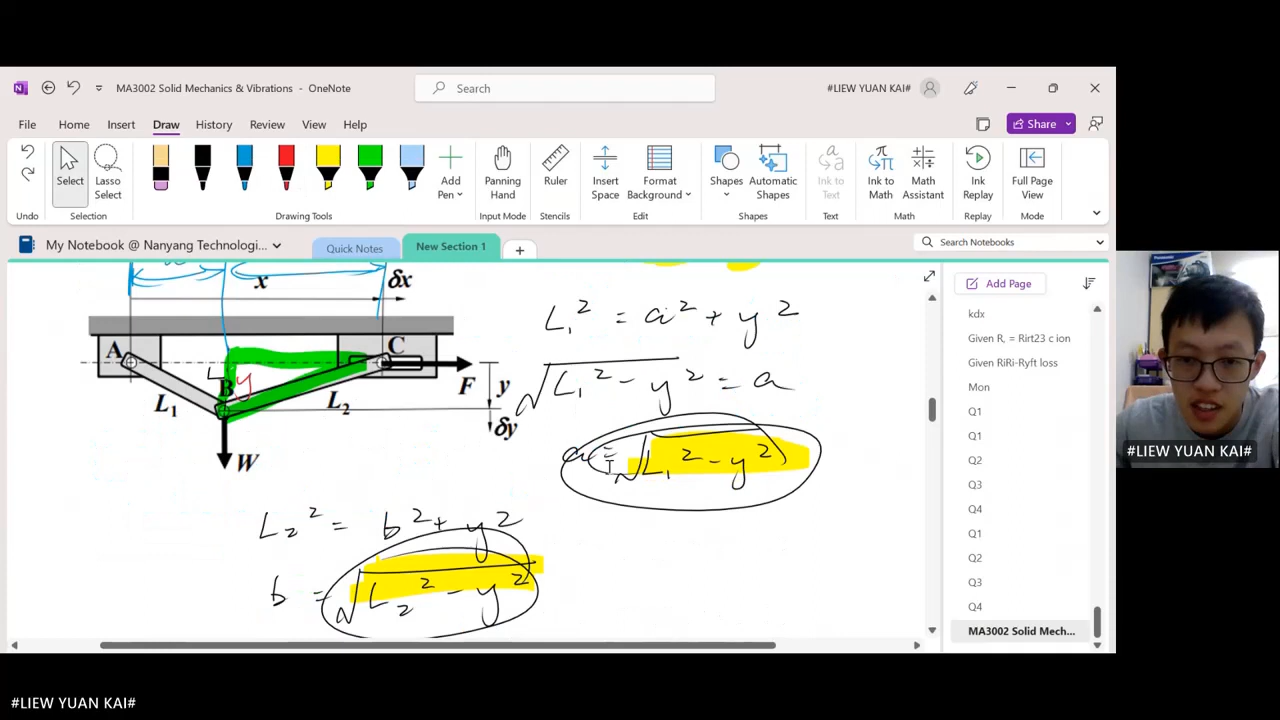 MA3002 Solid Mechanics & Vibrations - OneNote
Search
#LIEW YUAN KAI#
File Home Insert Draw History Review View Help
Share
Select
Lasso Select
Add Pen
Panning Hand
Ruler
Insert Space
Format Background
Shapes
Automatic Shapes
Ink to Text
Ink to Math
Math Assistant
Ink Replay
Full Page View
Undo
Selection
Drawing Tools
Input Mode
Stencils
Edit
Shapes
Text
Math
Replay
Mode
My Notebook @ Nanyang Technologi...
Quick Notes
New Section 1
Search Notebooks
Add Page
kdx
Given R, = Rirt23 c ion
Given RiRi-Ryft loss
Mon
Q1
Q1
Q2
Q3
Q4
Q1
Q2
Q3
Q4
MA3002 Solid Mech...
x δx
A
C
B
y
L₁
L₂
F
y
δy
W
L₁² = a² + y²
√L₁² - y² = a
a = √L₁² - y²
L₂² = b² + y²
b = √L₂² - y²
#LIEW YUAN KAI#
#LIEW YUAN KAI#